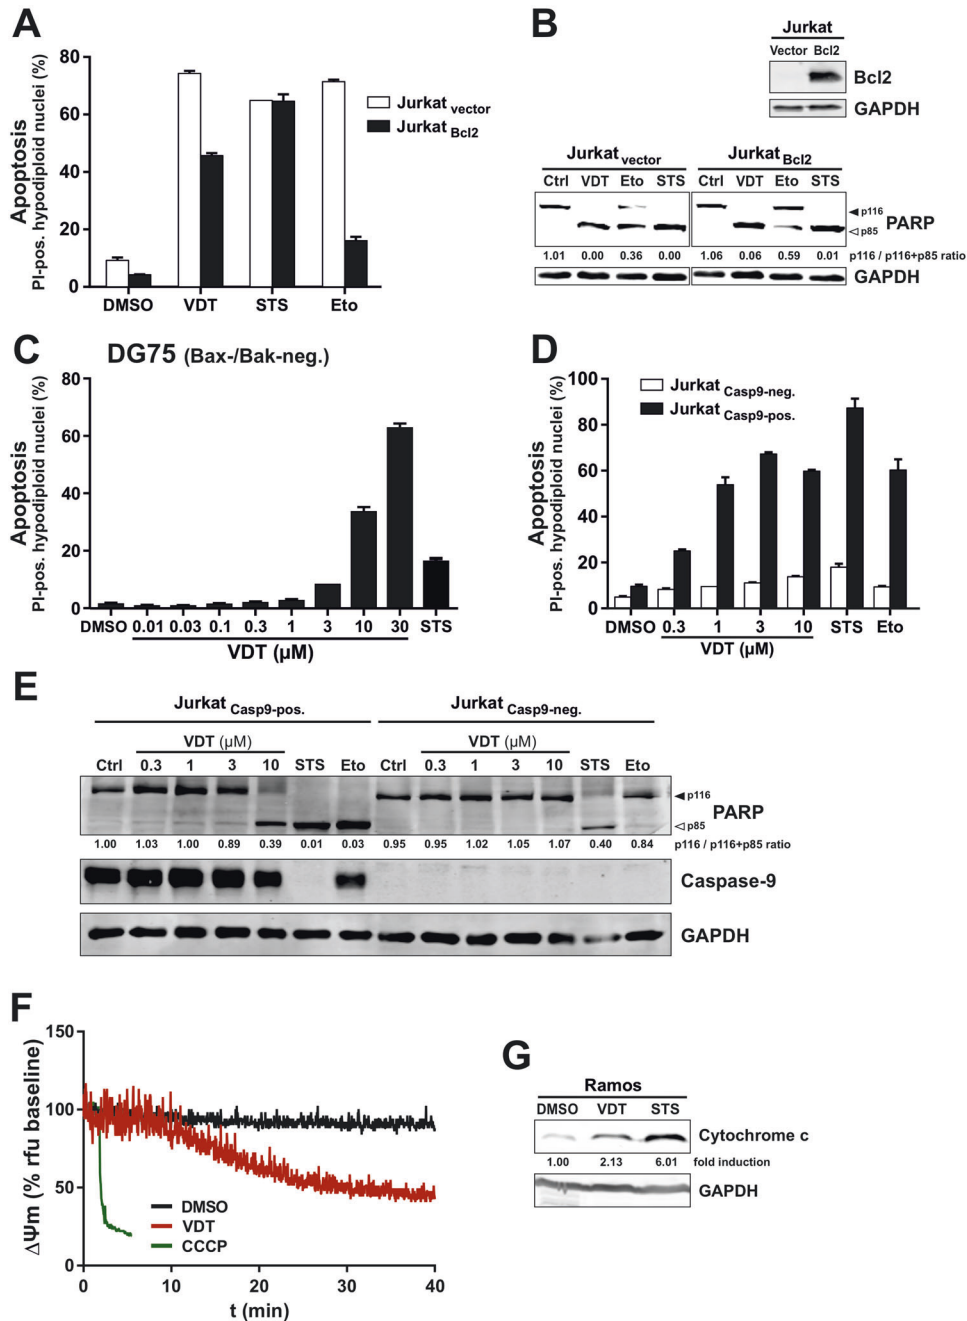 A
80
60
40
20
0
Apoptosis
PI-pos. hypodiploid nuclei (%)
Jurkat vector
Jurkat Bcl2
DMSO VDT STS Eto
B
Jurkat
Vector Bcl2
Bcl2
GAPDH
Jurkat vector Jurkat Bcl2
Ctrl VDT Eto STS Ctrl VDT Eto STS
p116
PARP
p85
1.01 0.00 0.36 0.00 1.06 0.06 0.59 0.01 p116 / p116+p85 ratio
GAPDH
C
DG75 (Bax-/Bak-neg.)
80
60
40
20
0
Apoptosis
PI-pos. hypodiploid nuclei (%)
DMSO 0.01 0.03 0.1 0.3 1 3 10 30 STS
VDT (µM)
D
100
80
60
40
20
0
Apoptosis
PI-pos. hypodiploid nuclei (%)
Jurkat Casp9-neg.
Jurkat Casp9-pos.
DMSO 0.3 1 3 10 STS Eto
VDT (µM)
E
Jurkat Casp9-pos. Jurkat Casp9-neg.
VDT (µM) VDT (µM)
Ctrl 0.3 1 3 10 STS Eto Ctrl 0.3 1 3 10 STS Eto
p116
PARP
p85
1.00 1.03 1.00 0.89 0.39 0.01 0.03 0.95 0.95 1.02 1.05 1.07 0.40 0.84 p116 / p116+p85 ratio
Caspase-9
GAPDH
F
150
100
50
0
ΔΨm (% rfu baseline)
DMSO
VDT
CCCP
0 10 20 30 40
t (min)
G
Ramos
DMSO VDT STS
Cytochrome c
1.00 2.13 6.01 fold induction
GAPDH